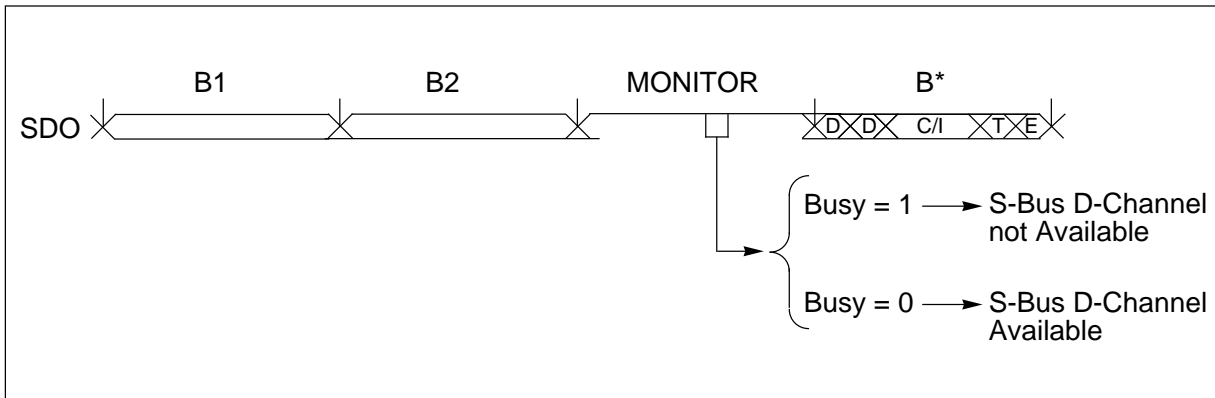 B1 B2 MONITOR B*
SDO D D C/I T E
Busy = 1 S-Bus D-Channel
not Available
Busy = 0 S-Bus D-Channel
Available